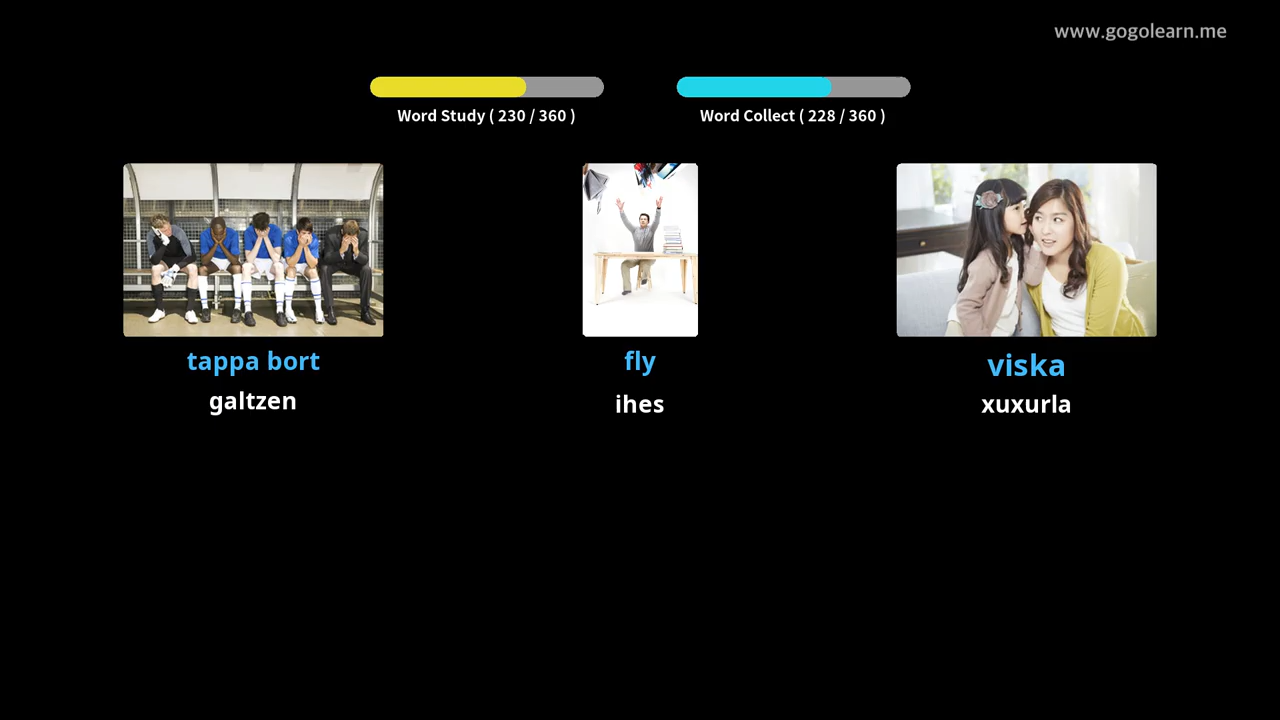 www.gogolearn.me
Word Study ( 230 / 360 )
Word Collect ( 228 / 360 )
tappa bort
galtzen
fly
ihes
viska
xuxurla